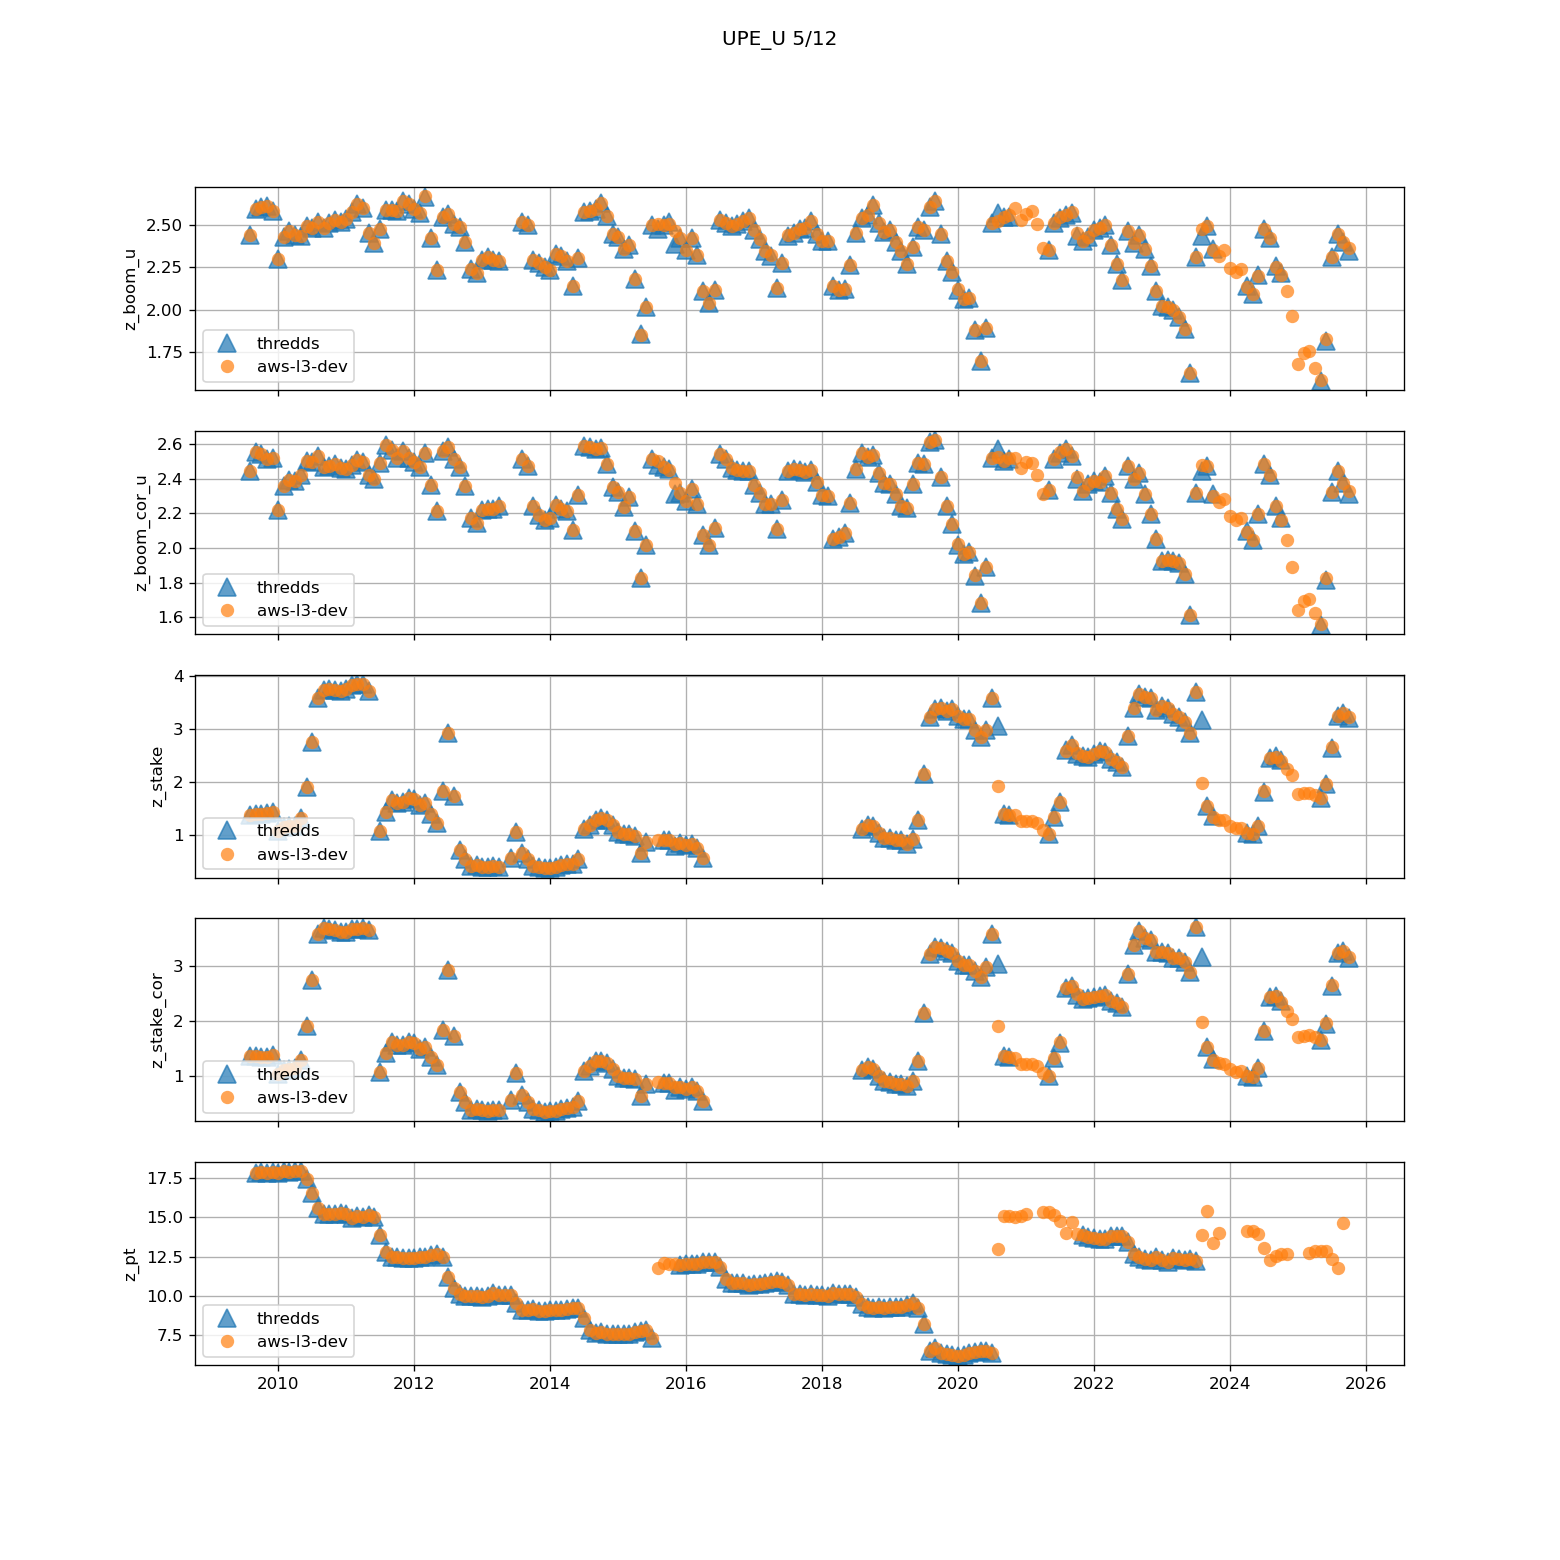 UPE_U 5/12
z_boom_u
2.50
2.25
2.00
1.75
thredds
aws-l3-dev
z_boom_cor_u
2.6
2.4
2.2
2.0
1.8
1.6
thredds
aws-l3-dev
z_stake
4
3
2
1
thredds
aws-l3-dev
z_stake_cor
3
2
1
thredds
aws-l3-dev
z_pt
17.5
15.0
12.5
10.0
7.5
thredds
aws-l3-dev
2010 2012 2014 2016 2018 2020 2022 2024 2026